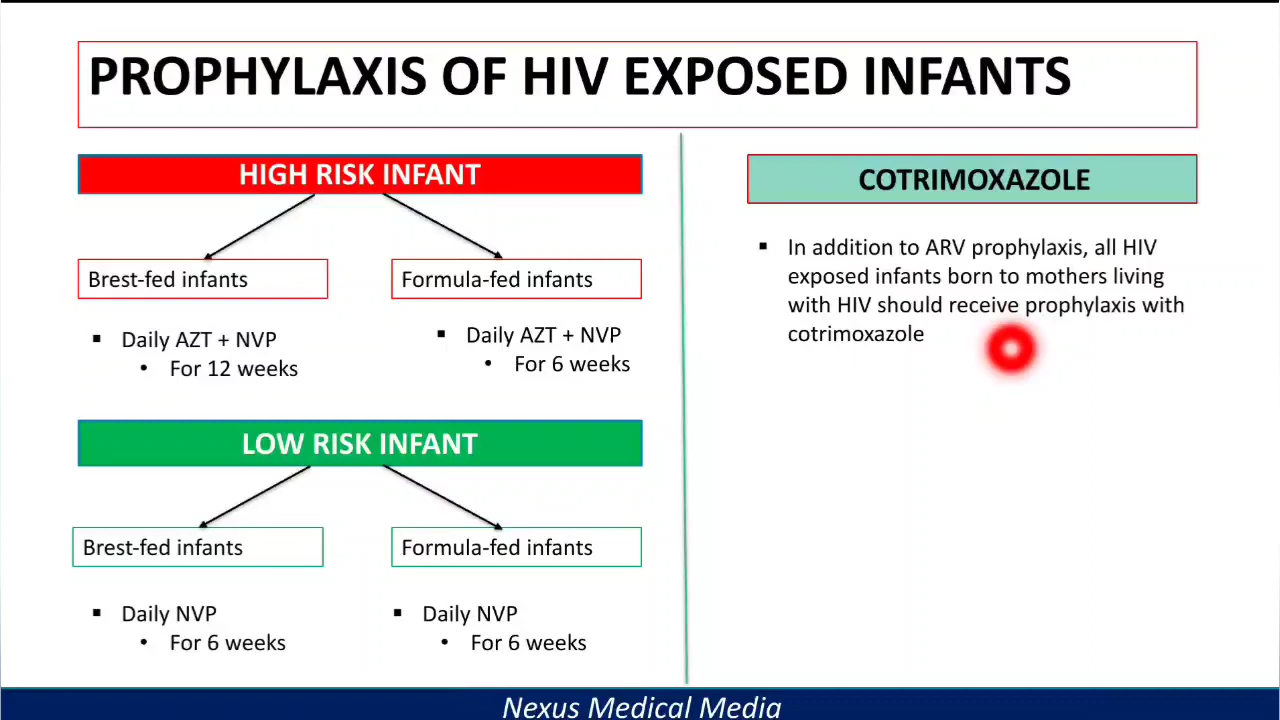 PROPHYLAXIS OF HIV EXPOSED INFANTS
HIGH RISK INFANT
Brest-fed infants
▪ Daily AZT + NVP
• For 12 weeks
Formula-fed infants
▪ Daily AZT + NVP
• For 6 weeks
LOW RISK INFANT
Brest-fed infants
▪ Daily NVP
• For 6 weeks
Formula-fed infants
▪ Daily NVP
• For 6 weeks
COTRIMOXAZOLE
▪ In addition to ARV prophylaxis, all HIV
exposed infants born to mothers living
with HIV should receive prophylaxis with
cotrimoxazole
Nexus Medical Media